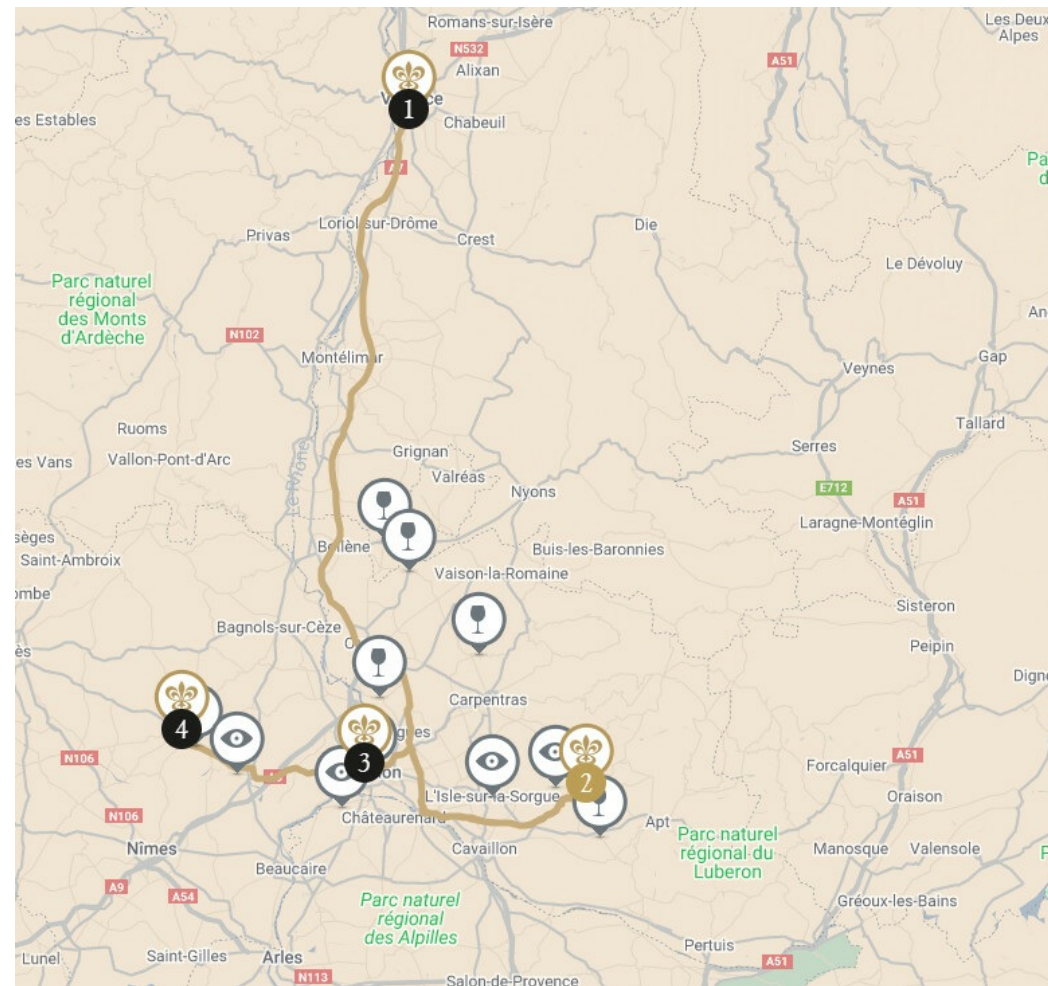 Romans-sur-Isère
Les Deux
Alpes
N532
A51
Alixan
1
es Estables
Chabeuil
A7
Loriol-sur-Drôme
Die
Privas
Crest
Le Dévoluy
Parc naturel
régional
des Monts
d'Ardèche
N102
Montélimar
Gap
Veynes
Ruoms
Tallard
Serres
Grignan
es Vans
Vallon-Pont-d'Arc
Valréas
E712
Nyons
A51
Le Rhône
Laragne-Montéglin
Bollène
Buis-les-Baronnies
Saint-Ambroix
Vaison-la-Romaine
Sisteron
Bagnols-sur-Cèze
Peipin
Carpentras
4
3
2
N106
A51
Forcalquier
L'Isle-sur-la-Sorgue
Oraison
N106
Châteaurenard
Apt
Parc naturel
régional du
Luberon
Nîmes
Cavaillon
Manosque
Valensole
Beaucaire
A9
A54
Parc naturel
régional
des Alpilles
Gréoux-les-Bains
Pertuis
Lunel
Saint-Gilles
Arles
A51
N113
Salon-de-Provence